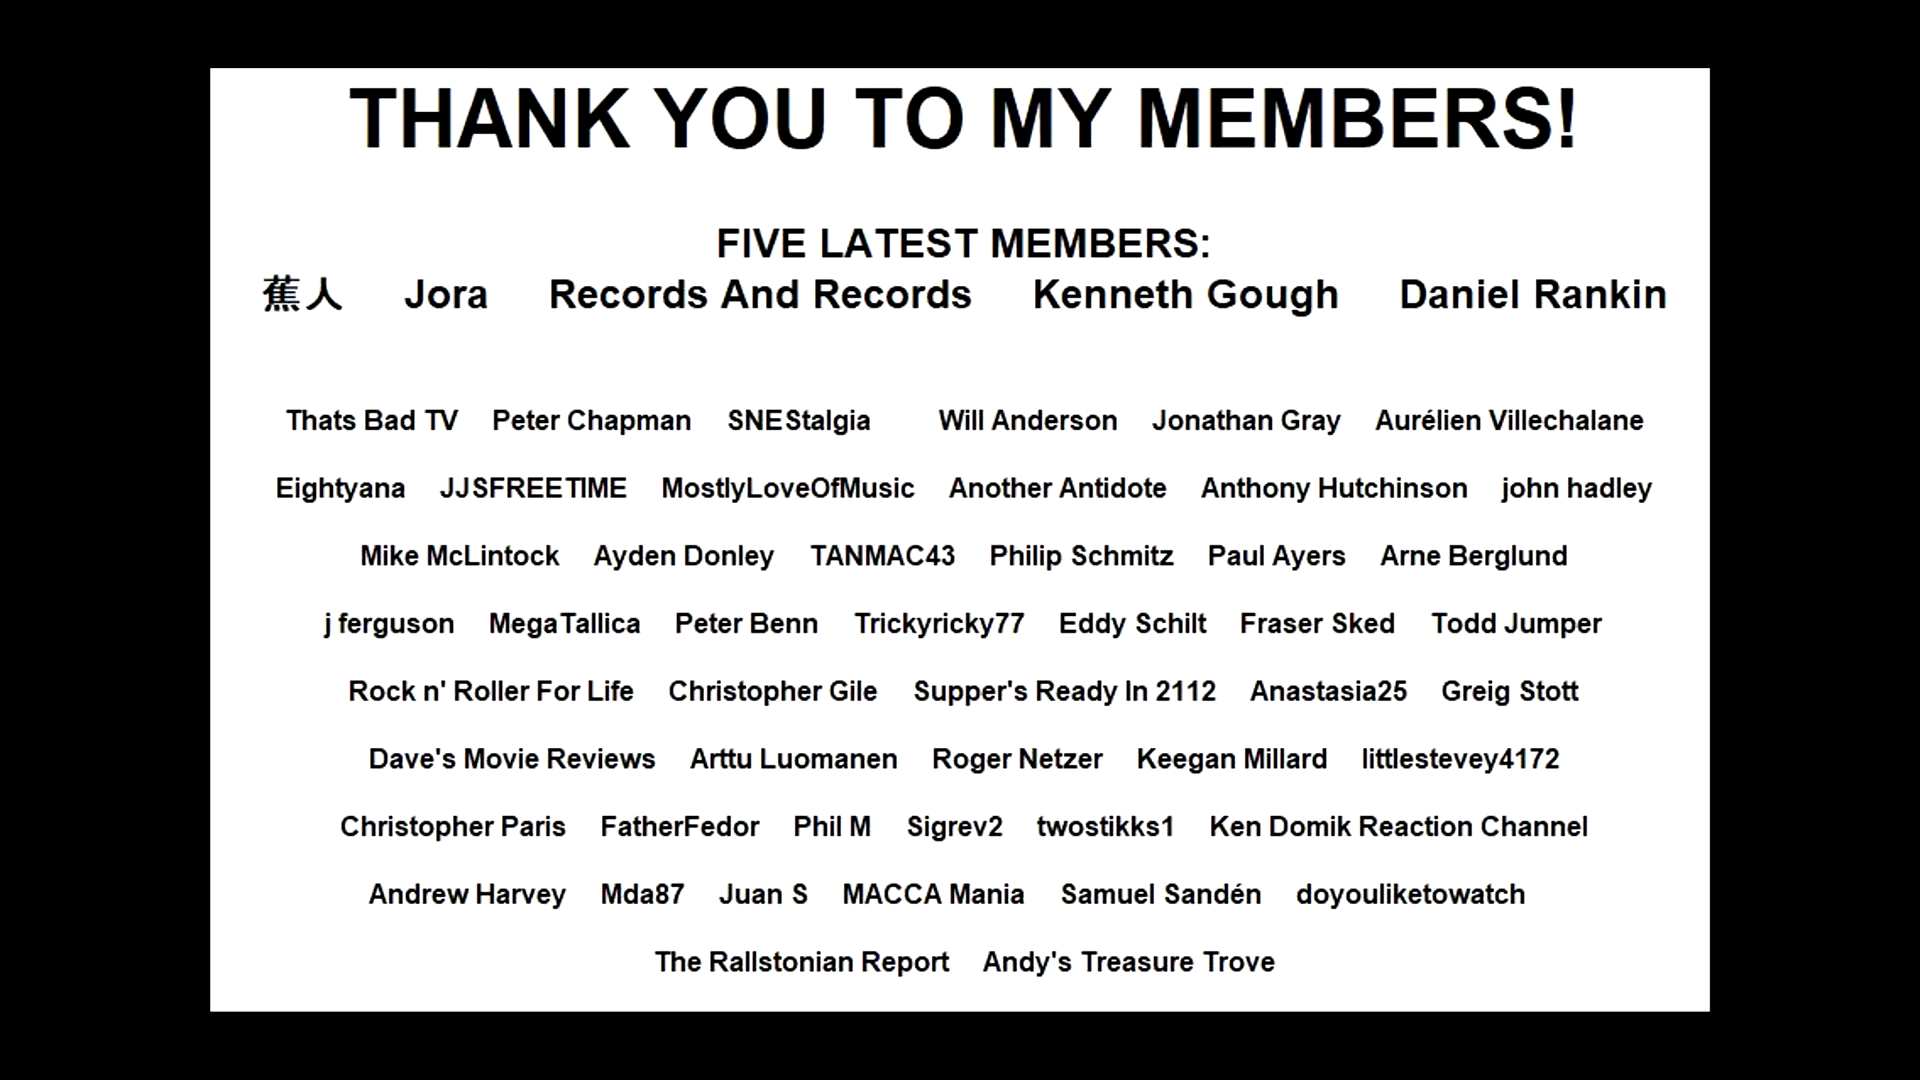 THANK YOU TO MY MEMBERS!
FIVE LATEST MEMBERS:
蕉人 Jora Records And Records Kenneth Gough Daniel Rankin
Thats Bad TV Peter Chapman SNEStalgia Will Anderson Jonathan Gray Aurélien Villechalane
Eightyana JJSFREETIME MostlyLoveOfMusic Another Antidote Anthony Hutchinson john hadley
Mike McLintock Ayden Donley TANMAC43 Philip Schmitz Paul Ayers Arne Berglund
j ferguson MegaTallica Peter Benn Trickyricky77 Eddy Schilt Fraser Sked Todd Jumper
Rock n' Roller For Life Christopher Gile Supper's Ready In 2112 Anastasia25 Greig Stott
Dave's Movie Reviews Arttu Luomanen Roger Netzer Keegan Millard littlestevey4172
Christopher Paris FatherFedor Phil M Sigrev2 twostikks1 Ken Domik Reaction Channel
Andrew Harvey Mda87 Juan S MACCA Mania Samuel Sandén doyouliketowatch
The Rallstonian Report Andy's Treasure Trove